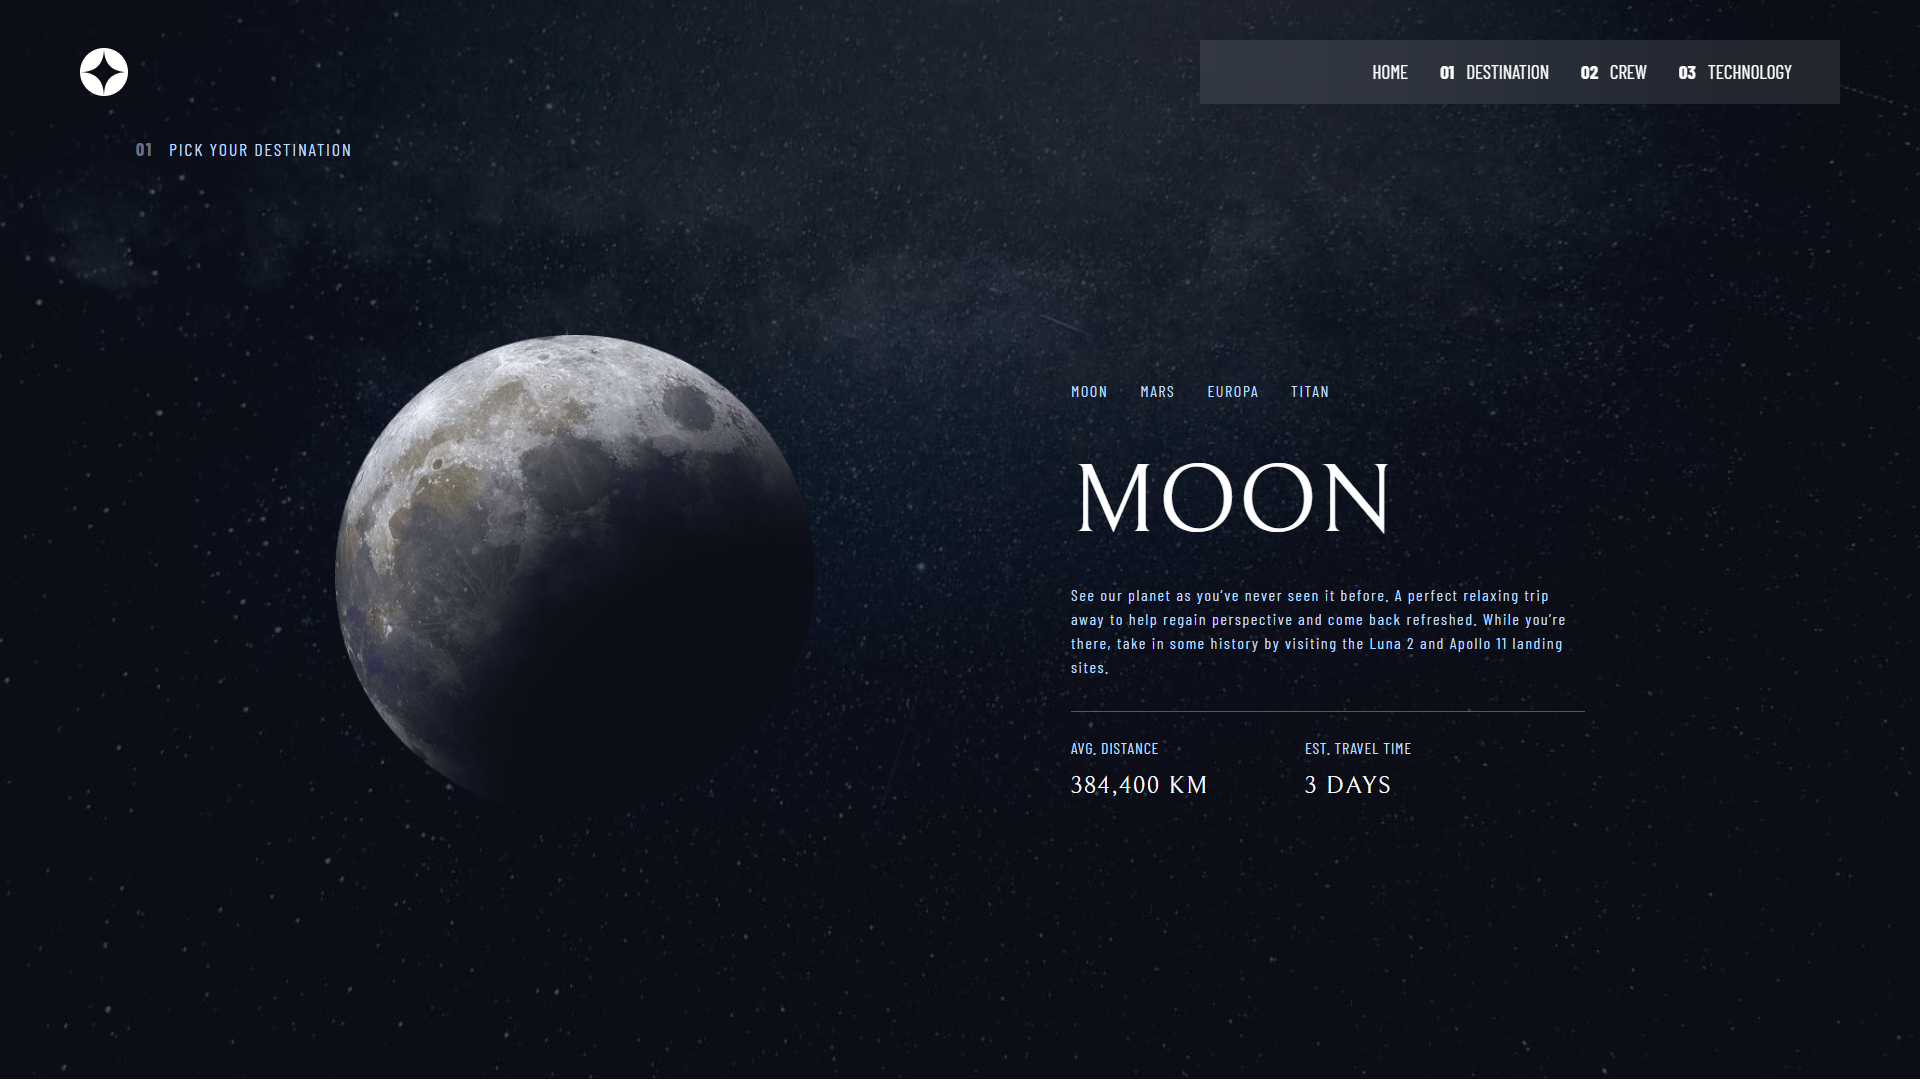 HOME 01 DESTINATION 02 CREW 03 TECHNOLOGY
01 PICK YOUR DESTINATION
MOON MARS EUROPA TITAN
MOON
See our planet as you’ve never seen it before. A perfect relaxing trip
away to help regain perspective and come back refreshed. While you’re
there, take in some history by visiting the Luna 2 and Apollo 11 landing
sites.
AVG. DISTANCE EST. TRAVEL TIME
384,400 KM 3 DAYS